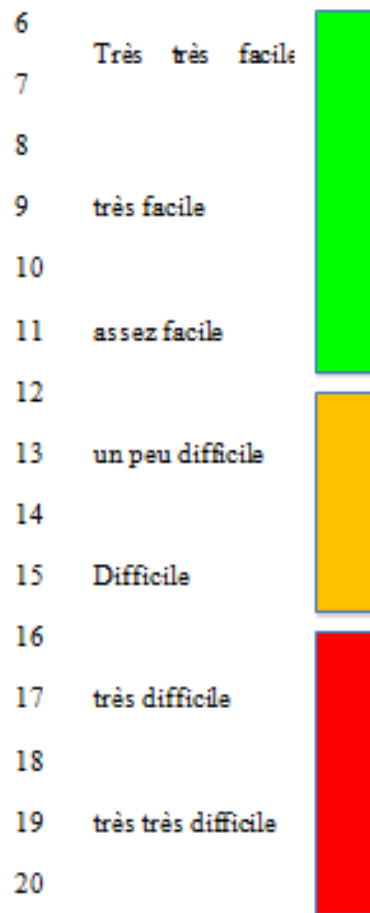 6
Très très facile
7
8
9 très facile
10
11 assez facile
12
13 un peu difficile
14
15 Difficile
16
17 très difficile
18
19 très très difficile
20